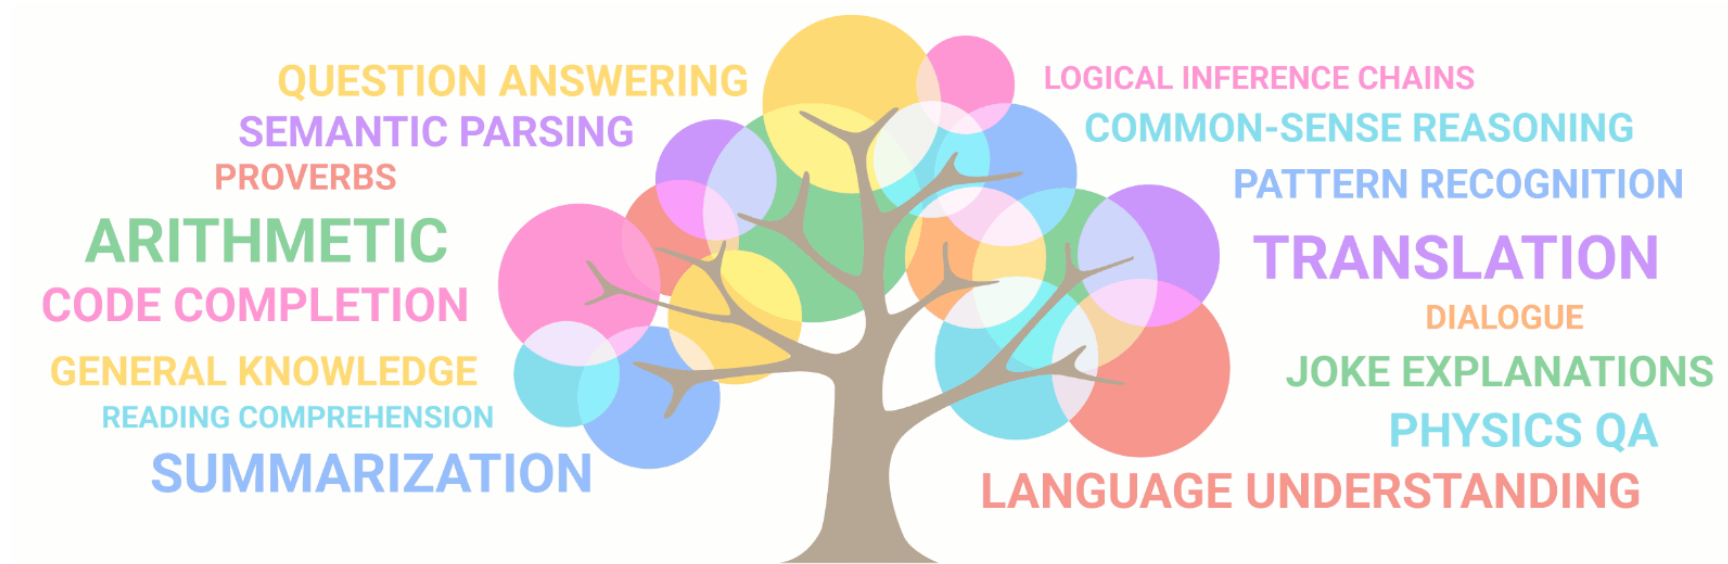 QUESTION ANSWERING
SEMANTIC PARSING
PROVERBS
ARITHMETIC
CODE COMPLETION
GENERAL KNOWLEDGE
READING COMPREHENSION
SUMMARIZATION
LOGICAL INFERENCE CHAINS
COMMON-SENSE REASONING
PATTERN RECOGNITION
TRANSLATION
DIALOGUE
JOKE EXPLANATIONS
PHYSICS QA
LANGUAGE UNDERSTANDING